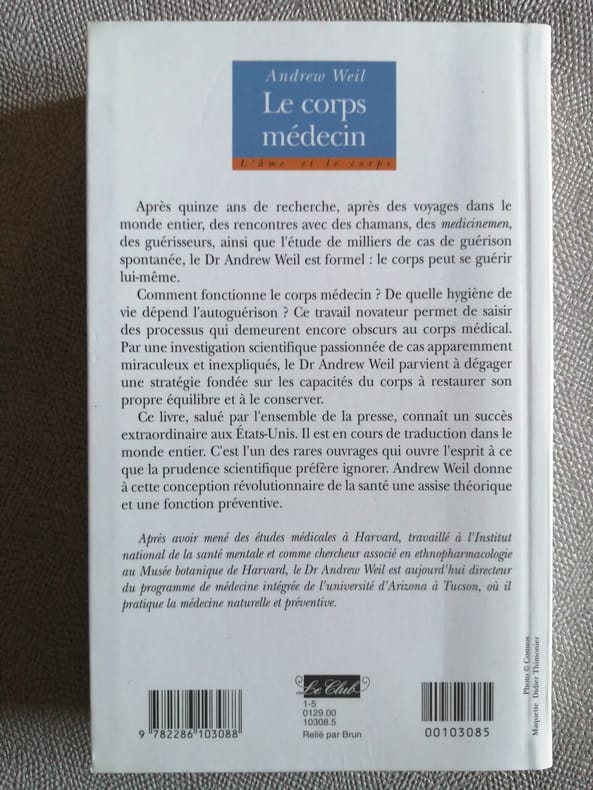 Andrew Weil
Le corps
médecin
L'âme et le corps
Après quinze ans de recherche, après des voyages dans le
monde entier, des rencontres avec des chamans, des medicinemen,
des guérisseurs, ainsi que l'étude de milliers de cas de guérison
spontanée, le Dr Andrew Weil est formel : le corps peut se guérir
lui-même.
Comment fonctionne le corps médecin ? De quelle hygiène de
vie dépend l'autoguérison ? Ce travail novateur permet de saisir
des processus qui demeurent encore obscurs au corps médical.
Par une investigation scientifique passionnée de cas apparemment
miraculeux et inexpliqués, le Dr Andrew Weil parvient à dégager
une stratégie fondée sur les capacités du corps à restaurer son
propre équilibre et à le conserver.
Ce livre, salué par l'ensemble de la presse, connaît un succès
extraordinaire aux États-Unis. Il est en cours de traduction dans le
monde entier. C'est l'un des rares ouvrages qui ouvre l'esprit à ce
que la prudence scientifique préfère ignorer. Andrew Weil donne
à cette conception révolutionnaire de la santé une assise théorique
et une fonction préventive.
Après avoir mené des études médicales à Harvard, travaillé à l'Institut
national de la santé mentale et comme chercheur associé en ethnopharmacologie
au Musée botanique de Harvard, le Dr Andrew Weil est aujourd'hui directeur
du programme de médecine intégrée de l'université d'Arizona à Tucson, où il
pratique la médecine naturelle et préventive.
Photo © Cosmos
Maquette Didier Thimonier
Le Club
1-5
0129.00
10308.5
Relié par Brun
9 782286 103088
00103085